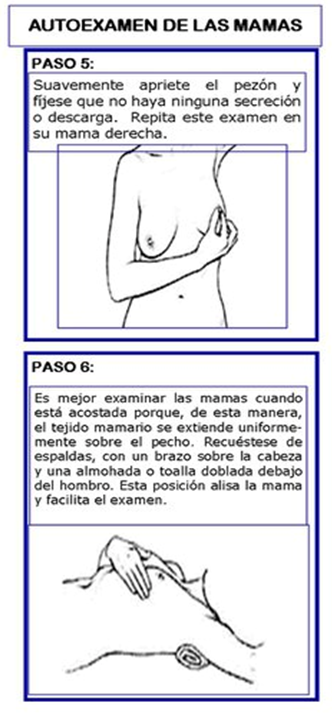 AUTOEXAMEN DE LAS MAMAS
PASO 5:
Suavemente apriete el pezón y
fíjese que no haya ninguna secreción
o descarga. Repita este examen en
su mama derecha.
PASO 6:
Es mejor examinar las mamas cuando
está acostada porque, de esta manera,
el tejido mamario se extiende uniforme-
mente sobre el pecho. Recuéstese de
espaldas, con un brazo sobre la cabeza
y una almohada o toalla doblada debajo
del hombro. Esta posición alisa la mama
y facilita el examen.